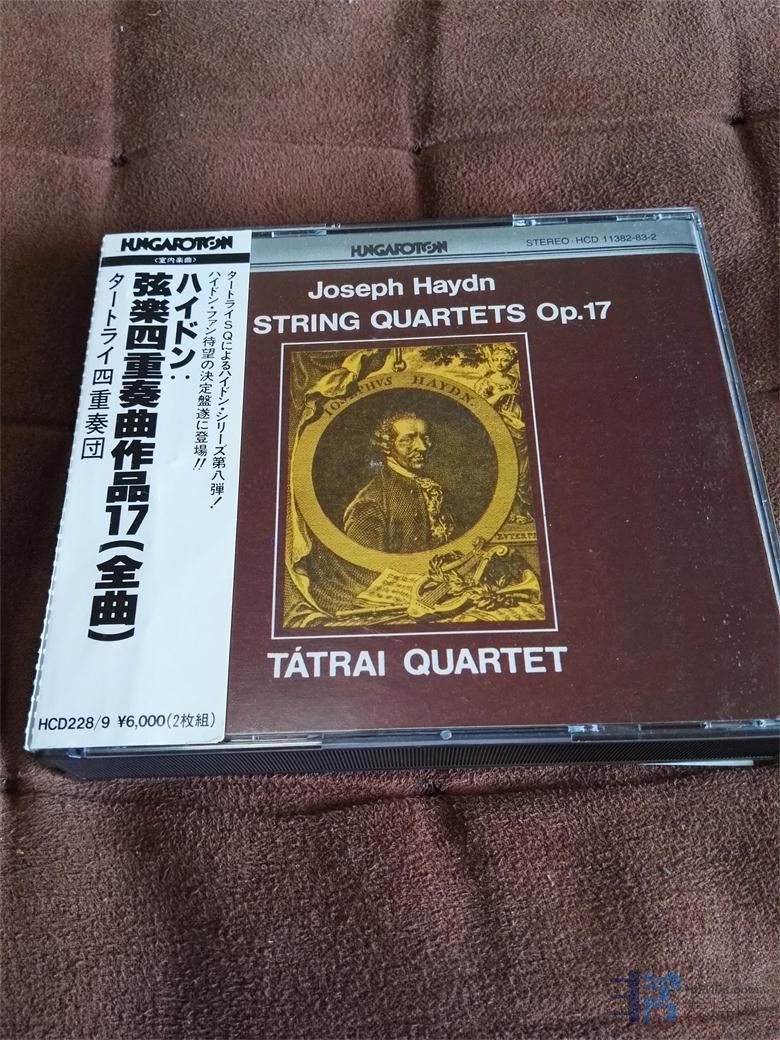 HUNGAROTON
〈室内楽曲〉
タートライSQによるハイドン・シリーズ第八弾!
ハイドン・ファン待望の決定盤遂に登場!!
ハイドン:
弦楽四重奏曲作品17(全曲)
タートライ四重奏団
HCD228/9 ¥6,000(2枚組)
HUNGAROTON
STEREO·HCD 11382-83-2
Joseph Haydn
STRING QUARTETS Op.17
IOSEPHVS HAYDN
EVTERPE
TÁTRAI QUARTET